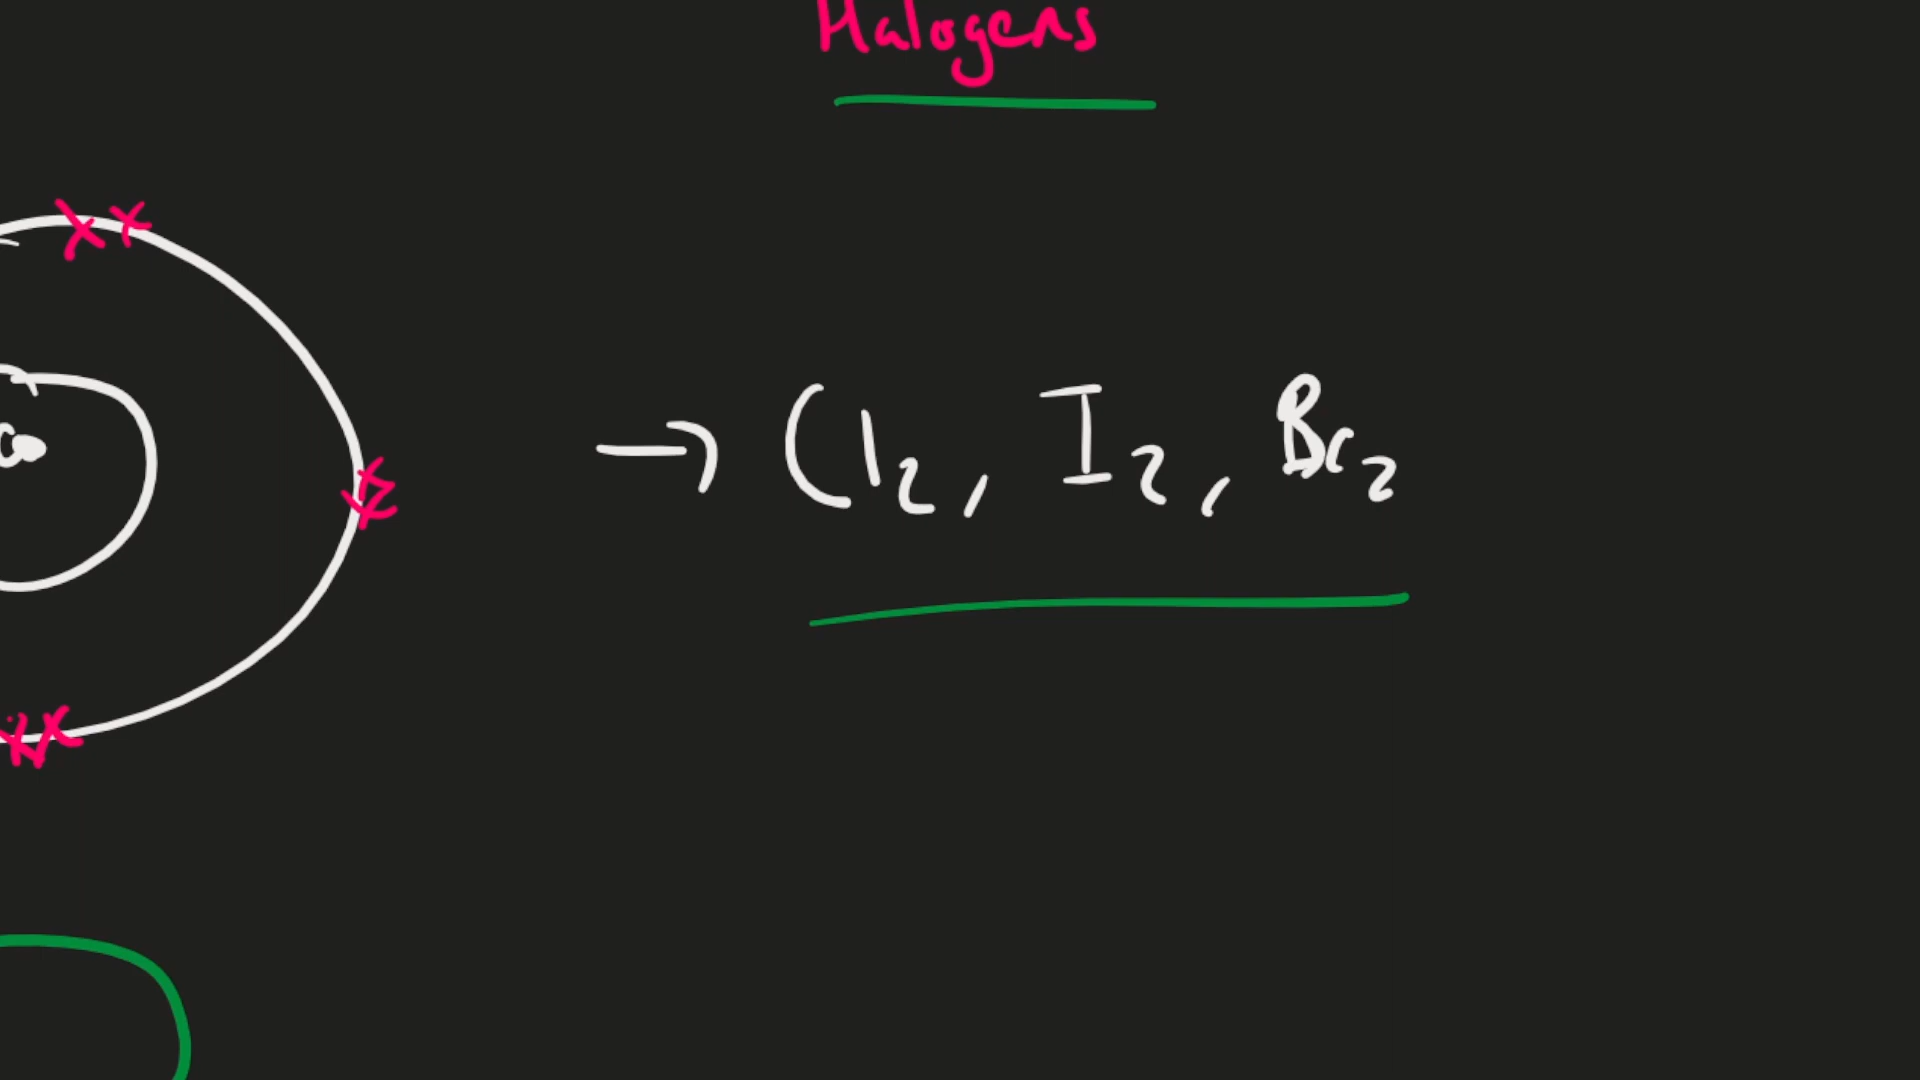 Halogens
→ Cl₂, I₂, Br₂